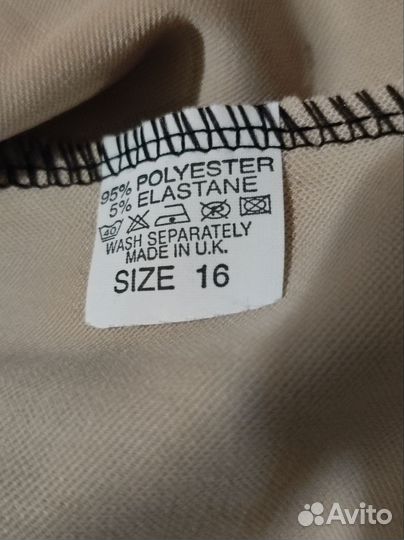 95% POLYESTER
5% ELASTANE
40
WASH SEPARATELY
MADE IN U.K.
SIZE 16
Avito